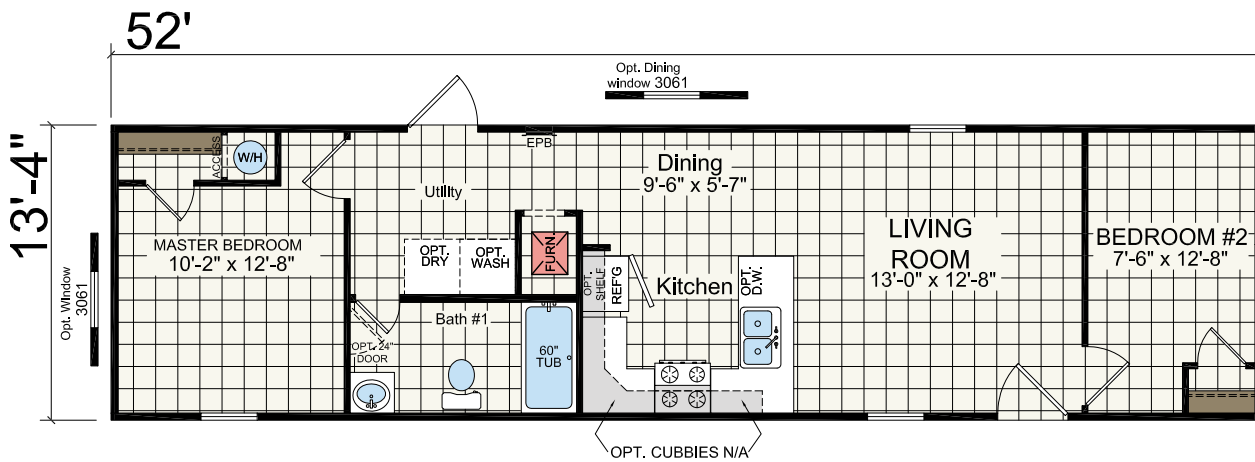 52'
13'-4"
Opt. Dining
window 3061
ACCESS
W/H
EPB
Utility
Dining
9'-6" x 5'-7"
MASTER BEDROOM
10'-2" x 12'-8"
Opt. Window
3061
OPT.
DRY
OPT.
WASH
FURN
OPT.
SHELF
REF'G
Kitchen
OPT.
D.W.
LIVING
ROOM
13'-0" x 12'-8"
BEDROOM #2
7'-6" x 12'-8"
Bath #1
OPT. 24"
DOOR
60"
TUB
OPT. CUBBIES N/A